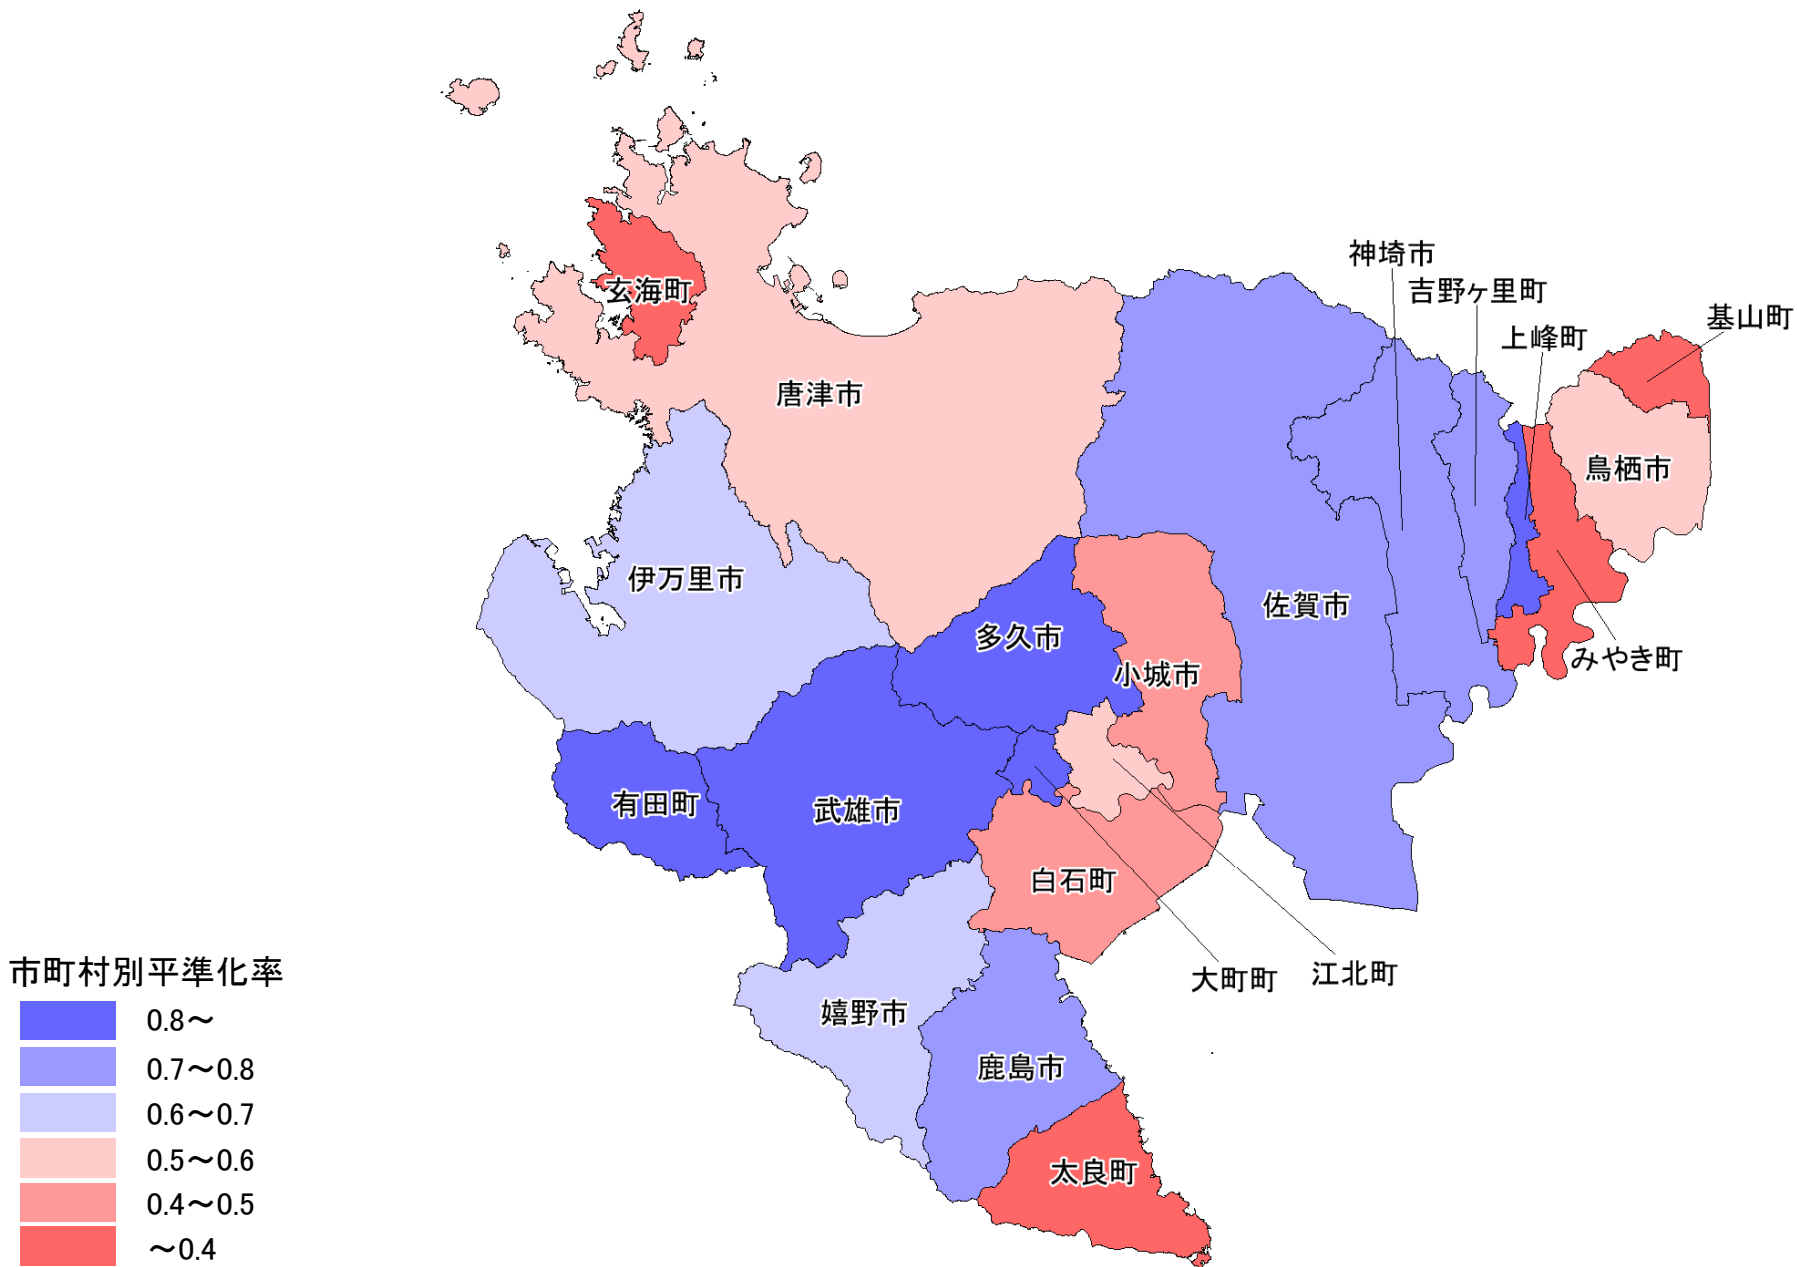 神埼市
吉野ヶ里町
玄海町
基山町
上峰町
唐津市
鳥栖市
伊万里市
佐賀市
多久市
みやき町
小城市
有田町
武雄市
白石町
大町町
江北町
嬉野市
鹿島市
太良町
市町村別平準化率
0.8～
0.7～0.8
0.6～0.7
0.5～0.6
0.4～0.5
～0.4